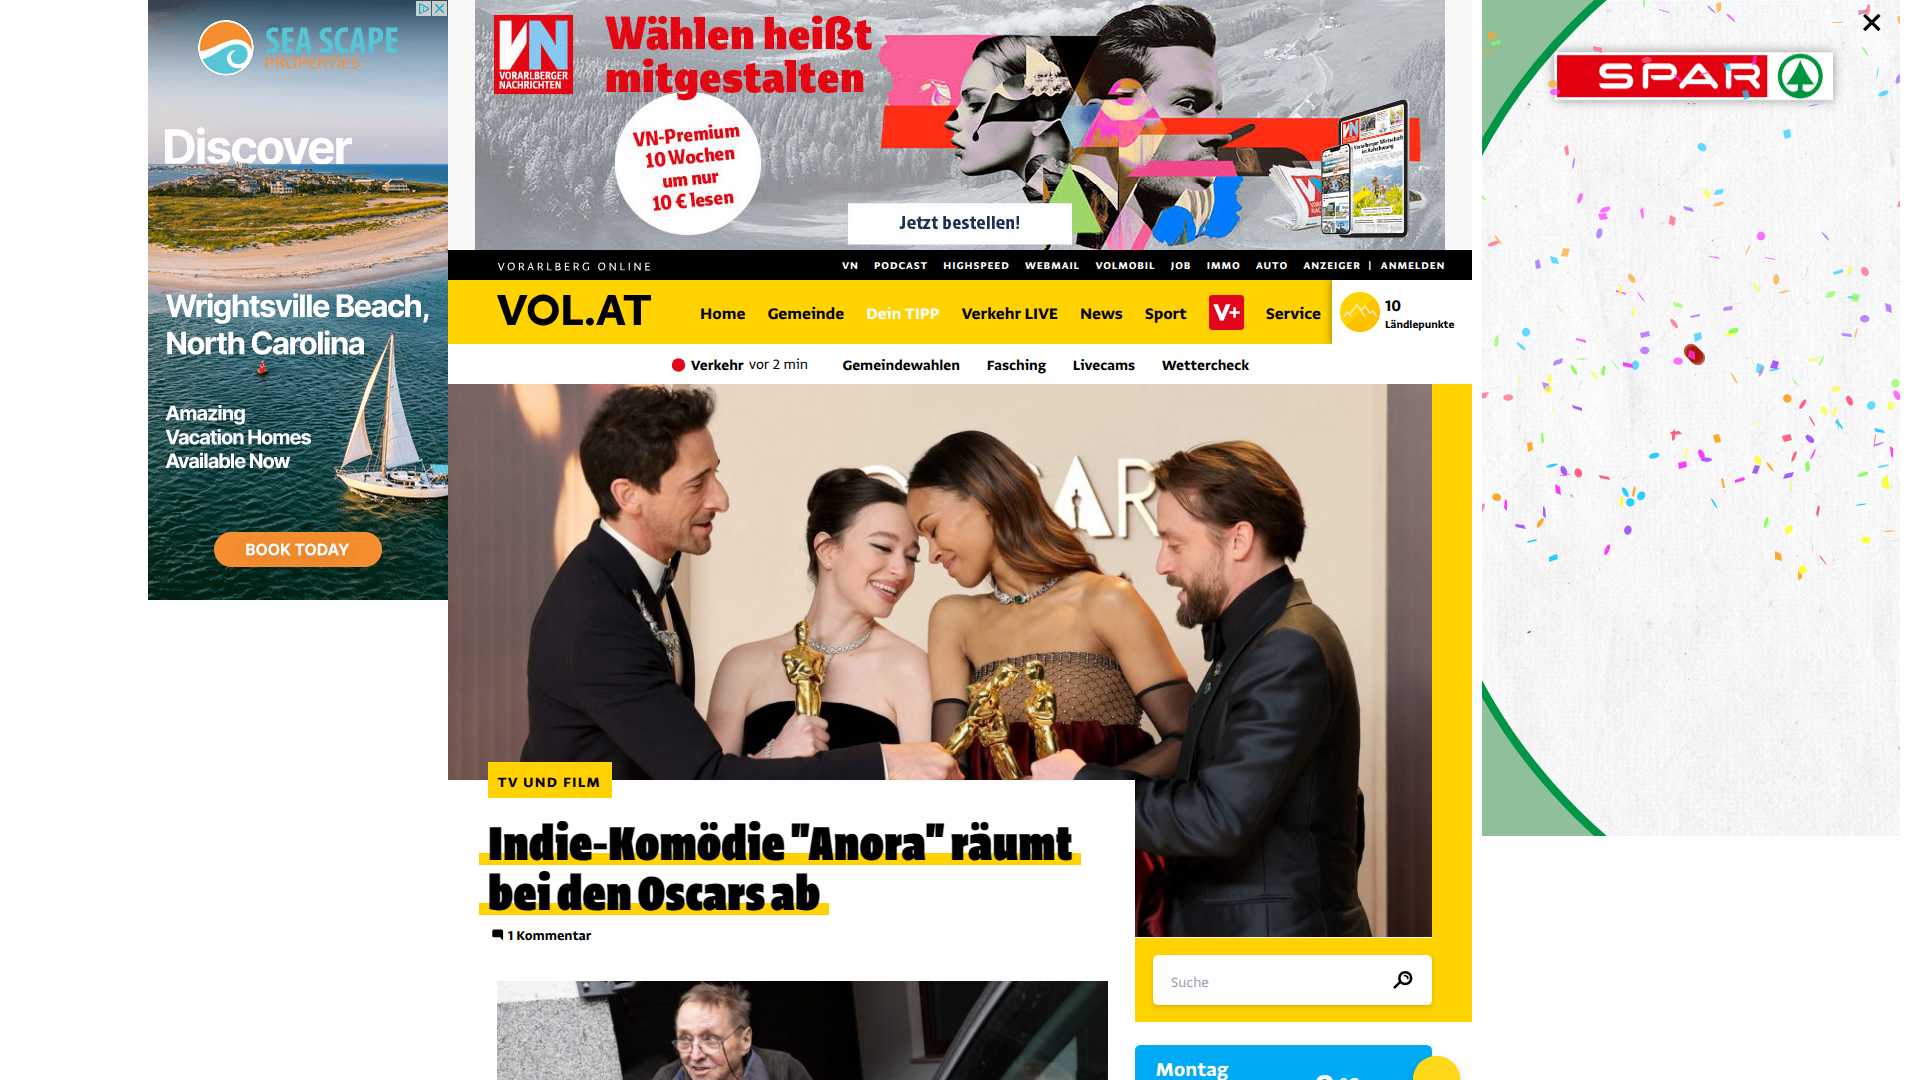 SEA SCAPE
PROPERTIES
Discover
Wrightsville Beach,
North Carolina
Amazing
Vacation Homes
Available Now
BOOK TODAY
VN
VORARLBERGER
NACHRICHTEN
Wählen heißt
mitgestalten
VN-Premium
10 Wochen
um nur
10 € lesen
Jetzt bestellen!
SPAR
VORARLBERG ONLINE
VN PODCAST HIGHSPEED WEBMAIL VOLMOBIL JOB IMMO AUTO ANZEIGER | ANMELDEN
VOL.AT
Home Gemeinde Dein TIPP Verkehr LIVE News Sport V+ Service
10
Ländlepunkte
Verkehr vor 2 min Gemeindewahlen Fasching Livecams Wettercheck
TV UND FILM
Indie-Komödie "Anora" räumt
bei den Oscars ab
1 Kommentar
Suche
Montag